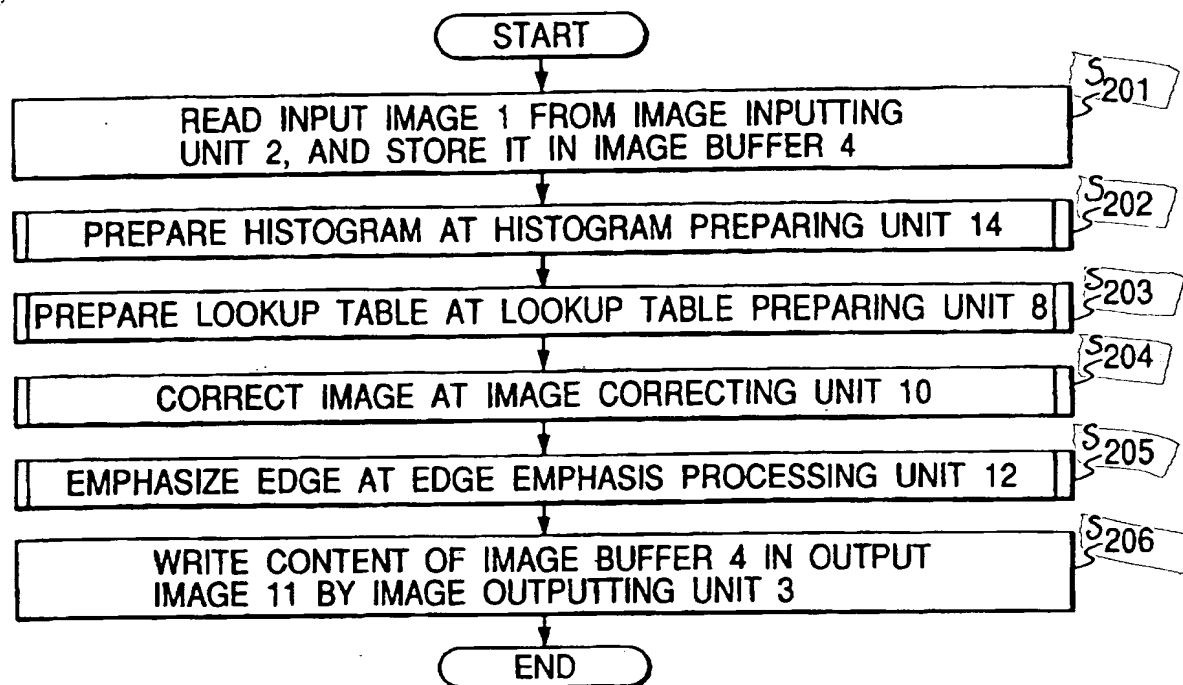 START
S201
READ INPUT IMAGE 1 FROM IMAGE INPUTTING
UNIT 2, AND STORE IT IN IMAGE BUFFER 4
S202
PREPARE HISTOGRAM AT HISTOGRAM PREPARING UNIT 14
S203
PREPARE LOOKUP TABLE AT LOOKUP TABLE PREPARING UNIT 8
S204
CORRECT IMAGE AT IMAGE CORRECTING UNIT 10
S205
EMPHASIZE EDGE AT EDGE EMPHASIS PROCESSING UNIT 12
S206
WRITE CONTENT OF IMAGE BUFFER 4 IN OUTPUT
IMAGE 11 BY IMAGE OUTPUTTING UNIT 3
END